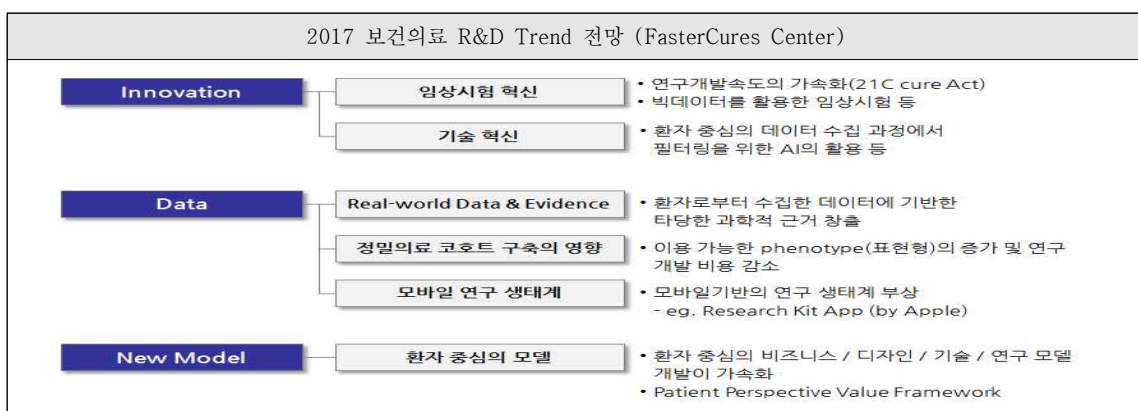 2017 보건의료 R&D Trend 전망 (FasterCures Center)
Innovation
임상시험 혁신
• 연구개발속도의 가속화(21C cure Act)
• 빅데이터를 활용한 임상시험 등
기술 혁신
• 환자 중심의 데이터 수집 과정에서
필터링을 위한 AI의 활용 등
Data
Real-world Data & Evidence
• 환자로부터 수집한 데이터에 기반한
타당한 과학적 근거 창출
정밀의료 코호트 구축의 영향
• 이용 가능한 phenotype(표현형)의 증가 및 연구
개발 비용 감소
모바일 연구 생태계
• 모바일기반의 연구 생태계 부상
- eg. Research Kit App (by Apple)
New Model
환자 중심의 모델
• 환자 중심의 비즈니스 / 디자인 / 기술 / 연구 모델
개발이 가속화
• Patient Perspective Value Framework